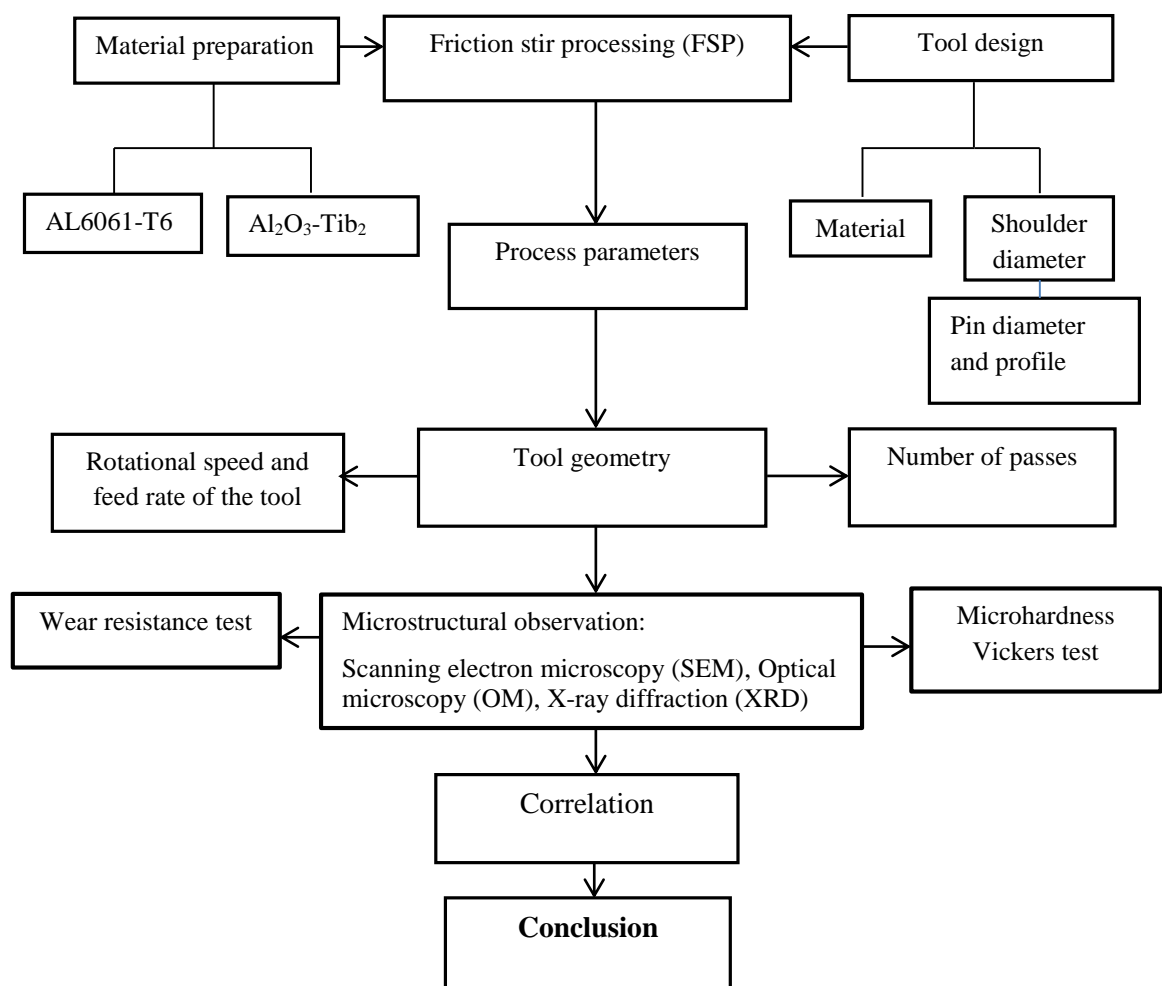 Material preparation
Friction stir processing (FSP)
Tool design
AL6061-T6
Al₂O₃-Tib₂
Process parameters
Material
Shoulder
diameter
Pin diameter
and profile
Rotational speed and
feed rate of the tool
Tool geometry
Number of passes
Wear resistance test
Microstructural observation:
Scanning electron microscopy (SEM), Optical
microscopy (OM), X-ray diffraction (XRD)
Microhardness
Vickers test
Correlation
Conclusion